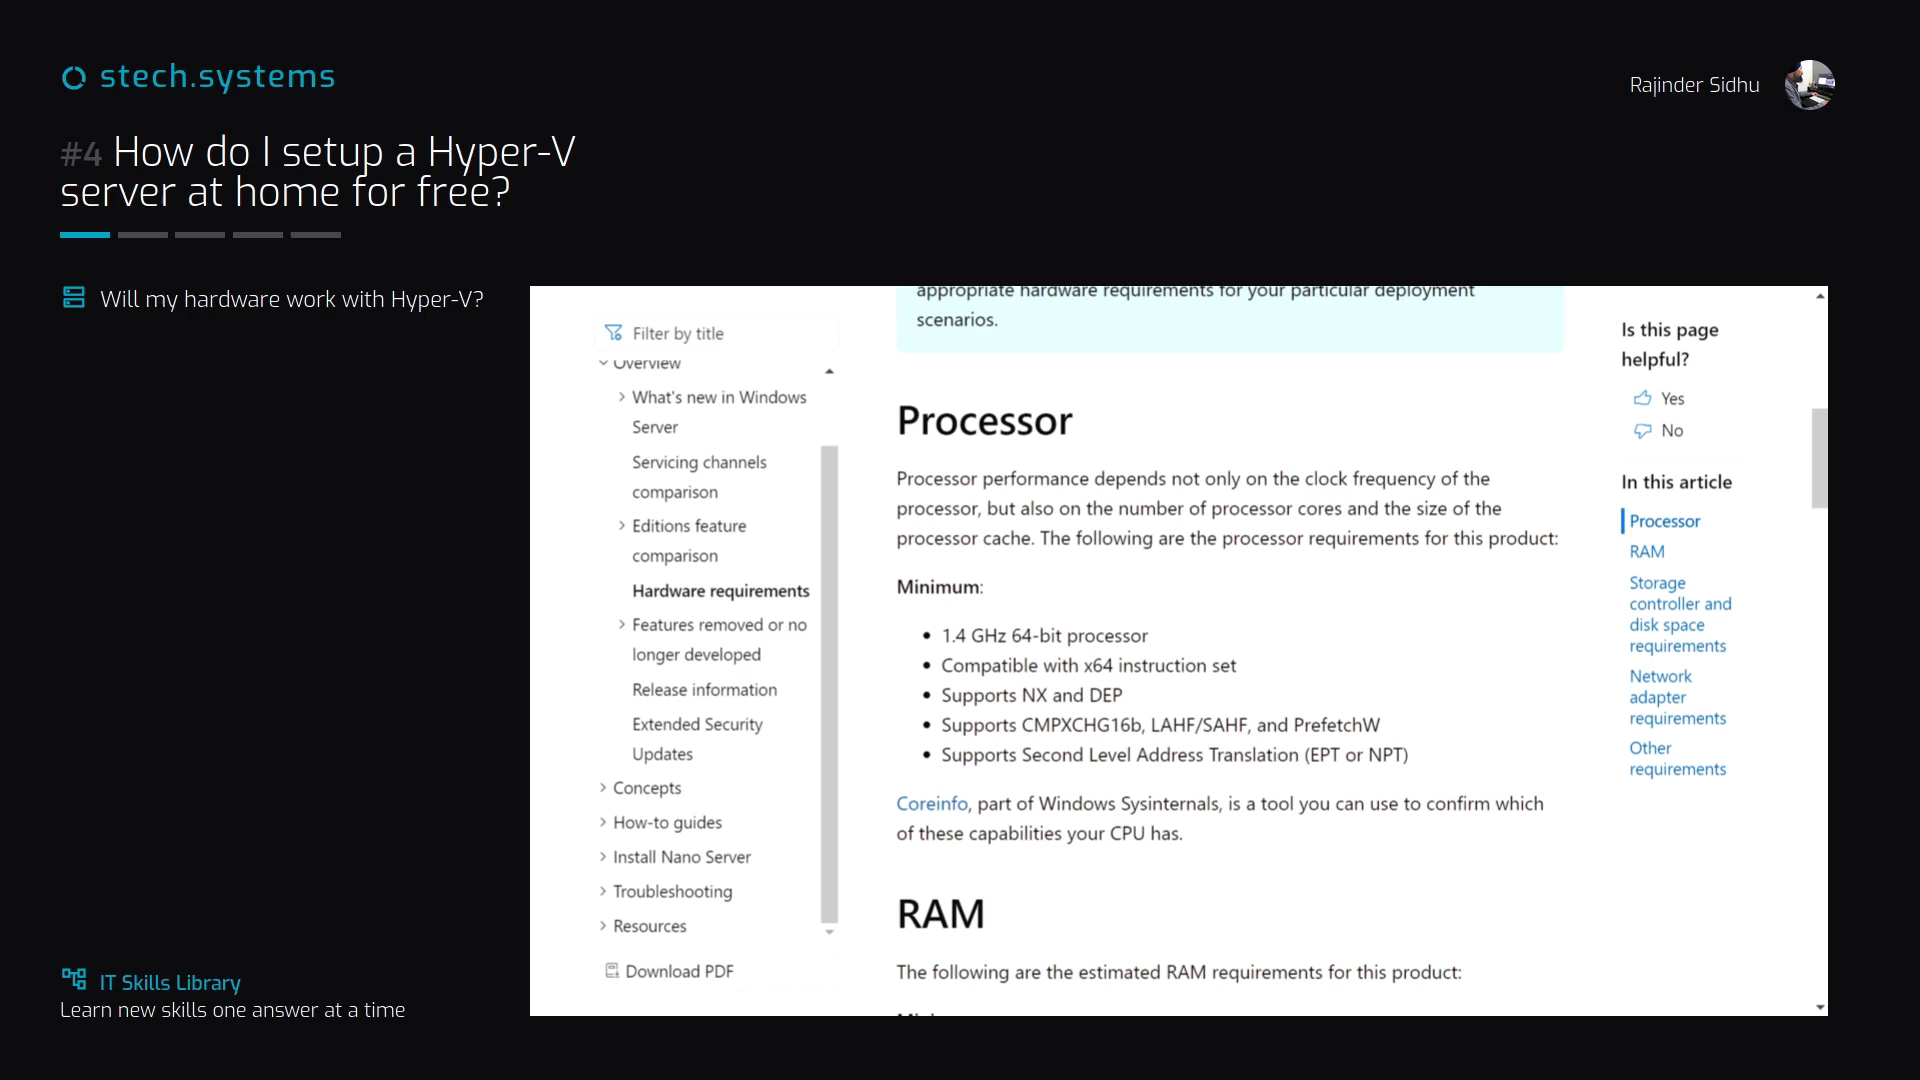 stech.systems
Rajinder Sidhu
#4 How do I setup a Hyper-V
server at home for free?
Will my hardware work with Hyper-V?
Filter by title
Overview
What's new in Windows
Server
Servicing channels
comparison
Editions feature
comparison
Hardware requirements
Features removed or no
longer developed
Release information
Extended Security
Updates
Concepts
How-to guides
Install Nano Server
Troubleshooting
Resources
Download PDF
appropriate hardware requirements for your particular deployment
scenarios.
Processor
Processor performance depends not only on the clock frequency of the
processor, but also on the number of processor cores and the size of the
processor cache. The following are the processor requirements for this product:
Minimum:
• 1.4 GHz 64-bit processor
• Compatible with x64 instruction set
• Supports NX and DEP
• Supports CMPXCHG16b, LAHF/SAHF, and PrefetchW
• Supports Second Level Address Translation (EPT or NPT)
Coreinfo, part of Windows Sysinternals, is a tool you can use to confirm which
of these capabilities your CPU has.
RAM
The following are the estimated RAM requirements for this product:
Is this page
helpful?
Yes
No
In this article
Processor
RAM
Storage
controller and
disk space
requirements
Network
adapter
requirements
Other
requirements
IT Skills Library
Learn new skills one answer at a time